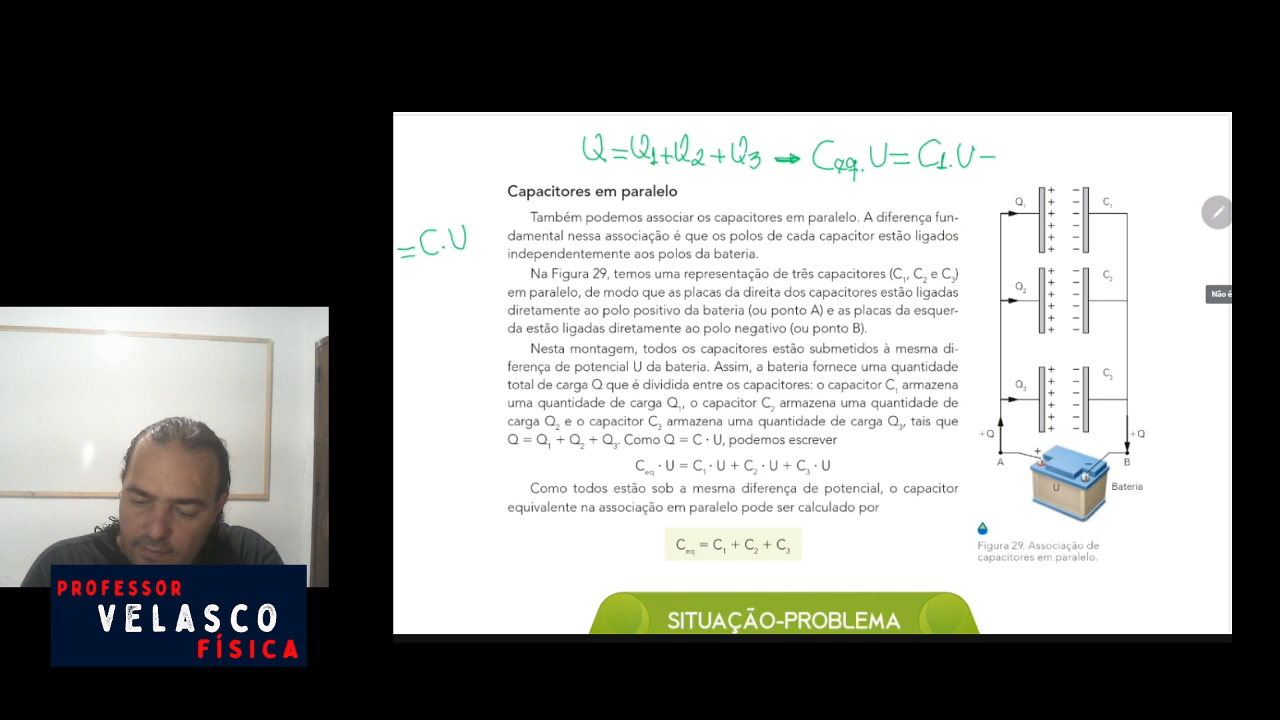 Q = Q1 + Q2 + Q3 → Ceq. U = C1. U –
= C. U
Capacitores em paralelo
Também podemos associar os capacitores em paralelo. A diferença fun-
damental nessa associação é que os polos de cada capacitor estão ligados
independentemente aos polos da bateria.
Na Figura 29, temos uma representação de três capacitores (C₁, C₂ e C₃)
em paralelo, de modo que as placas da direita dos capacitores estão ligadas
diretamente ao polo positivo da bateria (ou ponto A) e as placas da esquer-
da estão ligadas diretamente ao polo negativo (ou ponto B).
Nesta montagem, todos os capacitores estão submetidos à mesma di-
ferença de potencial U da bateria. Assim, a bateria fornece uma quantidade
total de carga Q que é dividida entre os capacitores: o capacitor C₁ armazena
uma quantidade de carga Q₁, o capacitor C₂ armazena uma quantidade de
carga Q₂ e o capacitor C₃ armazena uma quantidade de carga Q₃, tais que
Q = Q₁ + Q₂ + Q₃. Como Q = C · U, podemos escrever
Ceq · U = C₁ · U + C₂ · U + C₃ · U
Como todos estão sob a mesma diferença de potencial, o capacitor
equivalente na associação em paralelo pode ser calculado por
Ceq = C₁ + C₂ + C₃
Q₁ + – C₁
Q₂ + – C₂
Q₃ + – C₃
+Q +Q
A + – B
U Bateria
Figura 29. Associação de
capacitores em paralelo.
SITUAÇÃO-PROBLEMA
Não é
PROFESSOR
VELASCO
FÍSICA